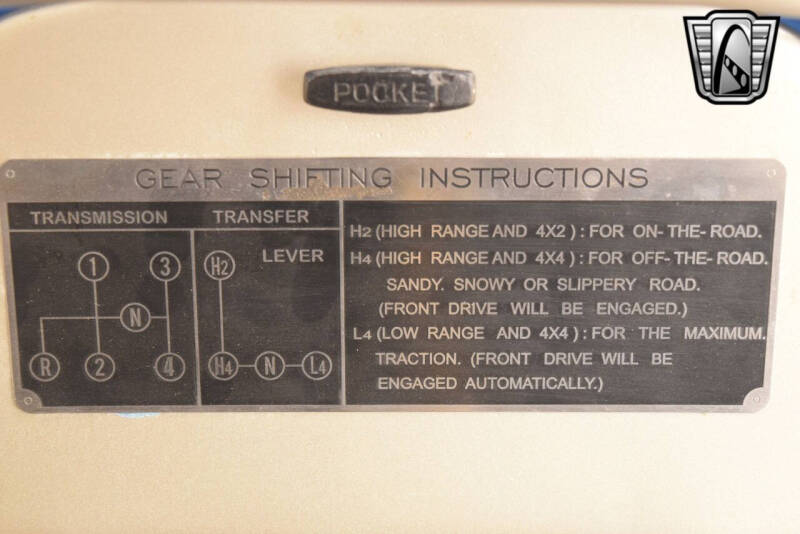 POCKET
GEAR SHIFTING INSTRUCTIONS
TRANSMISSION
1 3
N
R 2 4
TRANSFER
LEVER
H2
H4 N L4
H2 (HIGH RANGE AND 4X2 ) : FOR ON- THE- ROAD.
H4 (HIGH RANGE AND 4X4 ) : FOR OFF- THE- ROAD.
SANDY. SNOWY OR SLIPPERY ROAD.
(FRONT DRIVE WILL BE ENGAGED.)
L4 (LOW RANGE AND 4X4 ) : FOR THE MAXIMUM.
TRACTION. (FRONT DRIVE WILL BE
ENGAGED AUTOMATICALLY.)